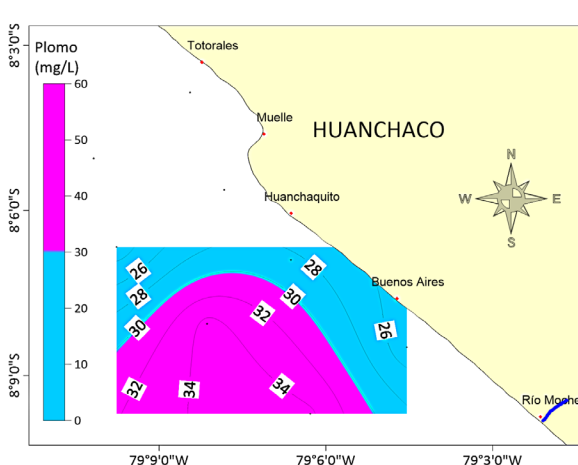 8°3'0"S
Totorales
Plomo
(mg/L)
60
50
40
30
20
10
0
Muelle
HUANCHACO
N
W
E
S
8°6'0"S
Huanchaquito
26
28
30
28
30
32
Buenos Aires
26
32
34
34
8°9'0"S
Río Moche
79°9'0"W
79°6'0"W
79°3'0"W